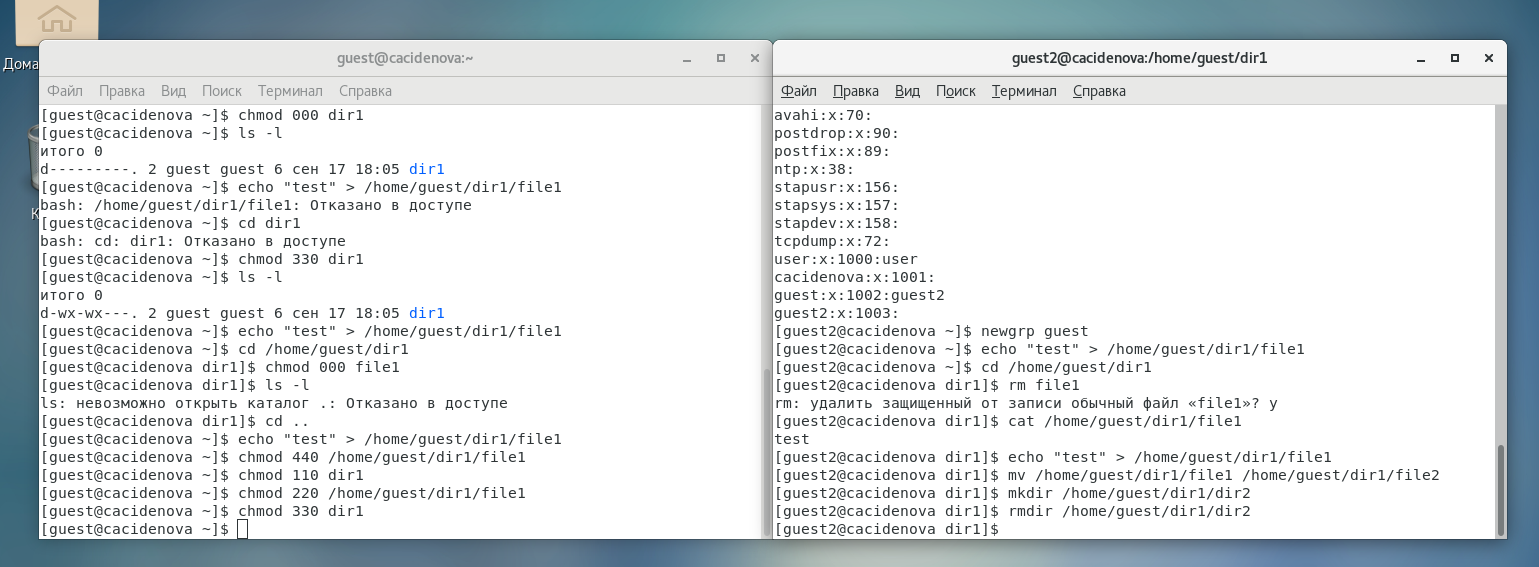 Дома
К
guest@cacidenova:~
Файл Правка Вид Поиск Терминал Справка
[guest@cacidenova ~]$ chmod 000 dir1
[guest@cacidenova ~]$ ls -l
итого 0
d---------. 2 guest guest 6 сен 17 18:05 dir1
[guest@cacidenova ~]$ echo "test" > /home/guest/dir1/file1
bash: /home/guest/dir1/file1: Отказано в доступе
[guest@cacidenova ~]$ cd dir1
bash: cd: dir1: Отказано в доступе
[guest@cacidenova ~]$ chmod 330 dir1
[guest@cacidenova ~]$ ls -l
итого 0
d-wx-wx---. 2 guest guest 6 сен 17 18:05 dir1
[guest@cacidenova ~]$ echo "test" > /home/guest/dir1/file1
[guest@cacidenova ~]$ cd /home/guest/dir1
[guest@cacidenova dir1]$ chmod 000 file1
[guest@cacidenova dir1]$ ls -l
ls: невозможно открыть каталог .: Отказано в доступе
[guest@cacidenova dir1]$ cd ..
[guest@cacidenova ~]$ echo "test" > /home/guest/dir1/file1
[guest@cacidenova ~]$ chmod 440 /home/guest/dir1/file1
[guest@cacidenova ~]$ chmod 110 dir1
[guest@cacidenova ~]$ chmod 220 /home/guest/dir1/file1
[guest@cacidenova ~]$ chmod 330 dir1
[guest@cacidenova ~]$
guest2@cacidenova:/home/guest/dir1
Файл Правка Вид Поиск Терминал Справка
avahi:x:70:
postdrop:x:90:
postfix:x:89:
ntp:x:38:
stapusr:x:156:
stapsys:x:157:
stapdev:x:158:
tcpdump:x:72:
user:x:1000:user
cacidenova:x:1001:
guest:x:1002:guest2
guest2:x:1003:
[guest2@cacidenova ~]$ newgrp guest
[guest2@cacidenova ~]$ echo "test" > /home/guest/dir1/file1
[guest2@cacidenova ~]$ cd /home/guest/dir1
[guest2@cacidenova dir1]$ rm file1
rm: удалить защищенный от записи обычный файл «file1»? y
[guest2@cacidenova dir1]$ cat /home/guest/dir1/file1
test
[guest2@cacidenova dir1]$ echo "test" > /home/guest/dir1/file1
[guest2@cacidenova dir1]$ mv /home/guest/dir1/file1 /home/guest/dir1/file2
[guest2@cacidenova dir1]$ mkdir /home/guest/dir1/dir2
[guest2@cacidenova dir1]$ rmdir /home/guest/dir1/dir2
[guest2@cacidenova dir1]$